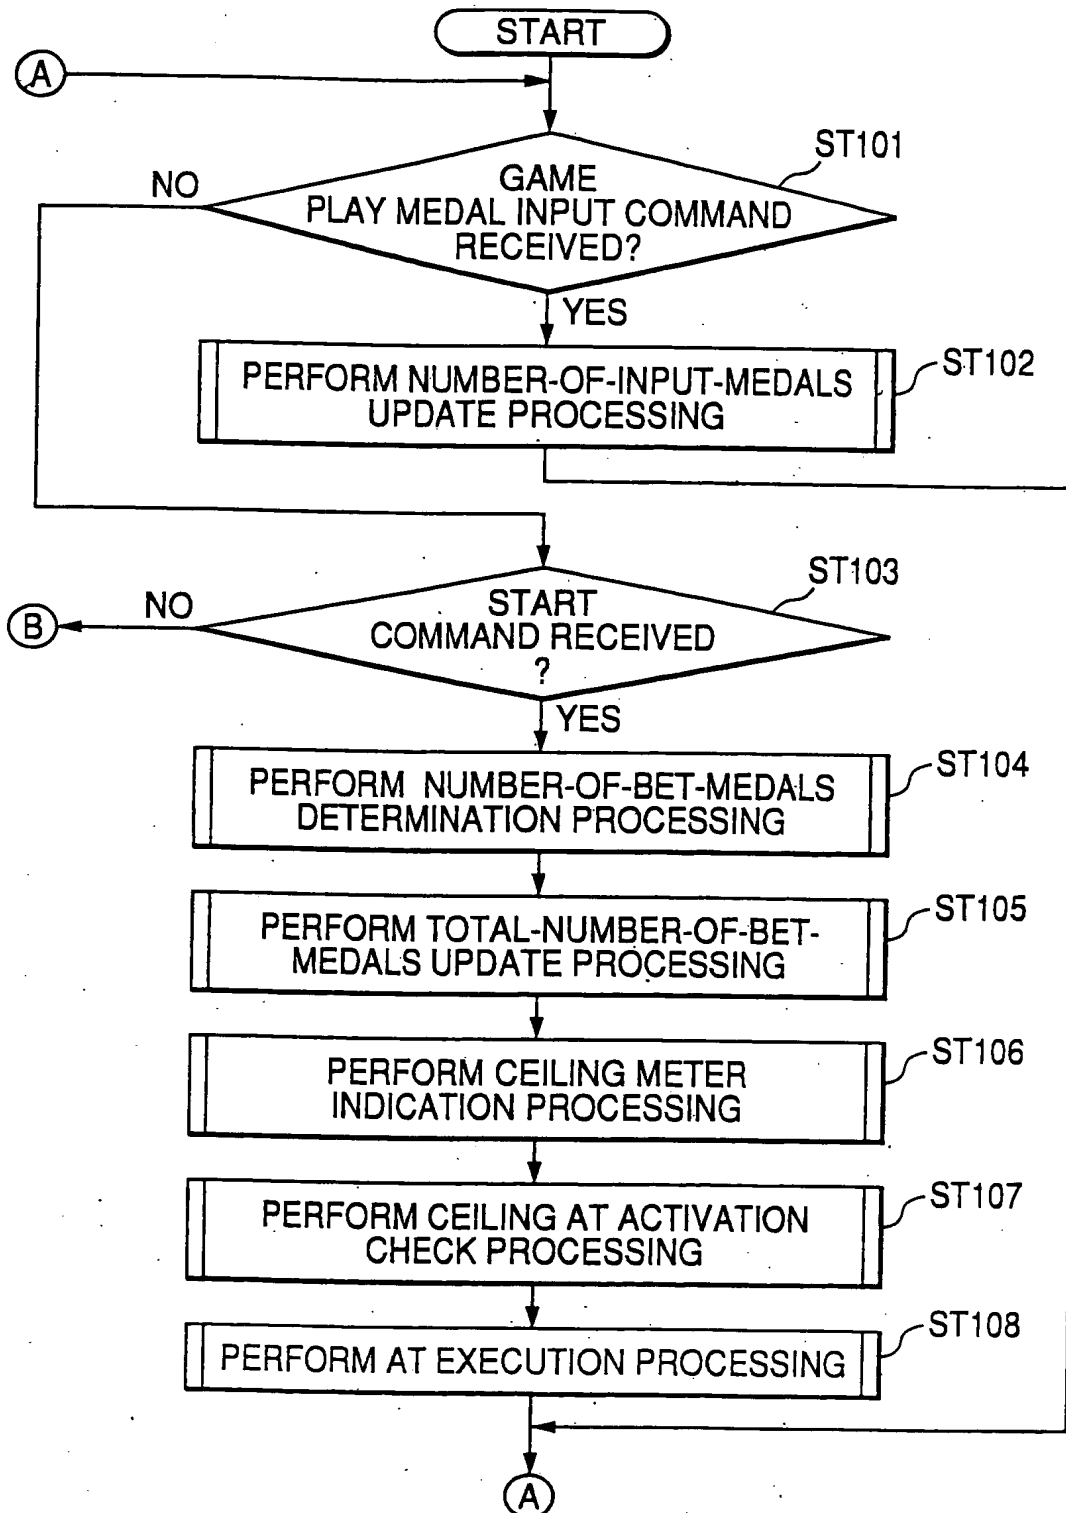 START
A
ST101
NO
GAME
PLAY MEDAL INPUT COMMAND
RECEIVED?
YES
ST102
PERFORM NUMBER-OF-INPUT-MEDALS
UPDATE PROCESSING
ST103
NO
B
START
COMMAND RECEIVED
?
YES
ST104
PERFORM NUMBER-OF-BET-MEDALS
DETERMINATION PROCESSING
ST105
PERFORM TOTAL-NUMBER-OF-BET-
MEDALS UPDATE PROCESSING
ST106
PERFORM CEILING METER
INDICATION PROCESSING
ST107
PERFORM CEILING AT ACTIVATION
CHECK PROCESSING
ST108
PERFORM AT EXECUTION PROCESSING
A